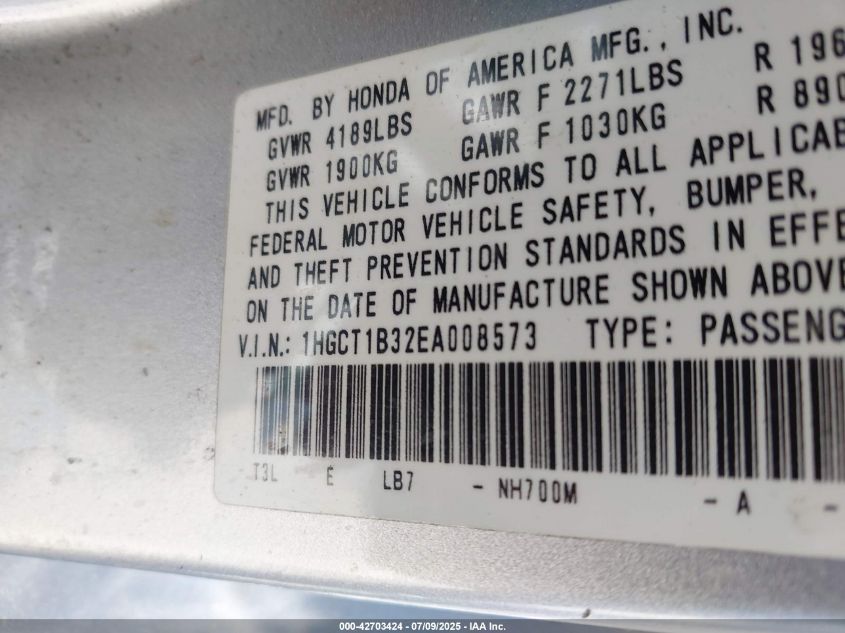 MFD. BY HONDA OF AMERICA MFG., INC.
GVWR 4189LBS GAWR F 2271LBS R 196
GVWR 1900KG GAWR F 1030KG R 890
THIS VEHICLE CONFORMS TO ALL APPLICAB
FEDERAL MOTOR VEHICLE SAFETY, BUMPER,
AND THEFT PREVENTION STANDARDS IN EFFE
ON THE DATE OF MANUFACTURE SHOWN ABOVE
V.I.N.: 1HGCT1B32EA008573 TYPE: PASSENG
T3L E LB7 - NH700M - A -
000-42703424 / 07/09/2025 - IAA Inc.